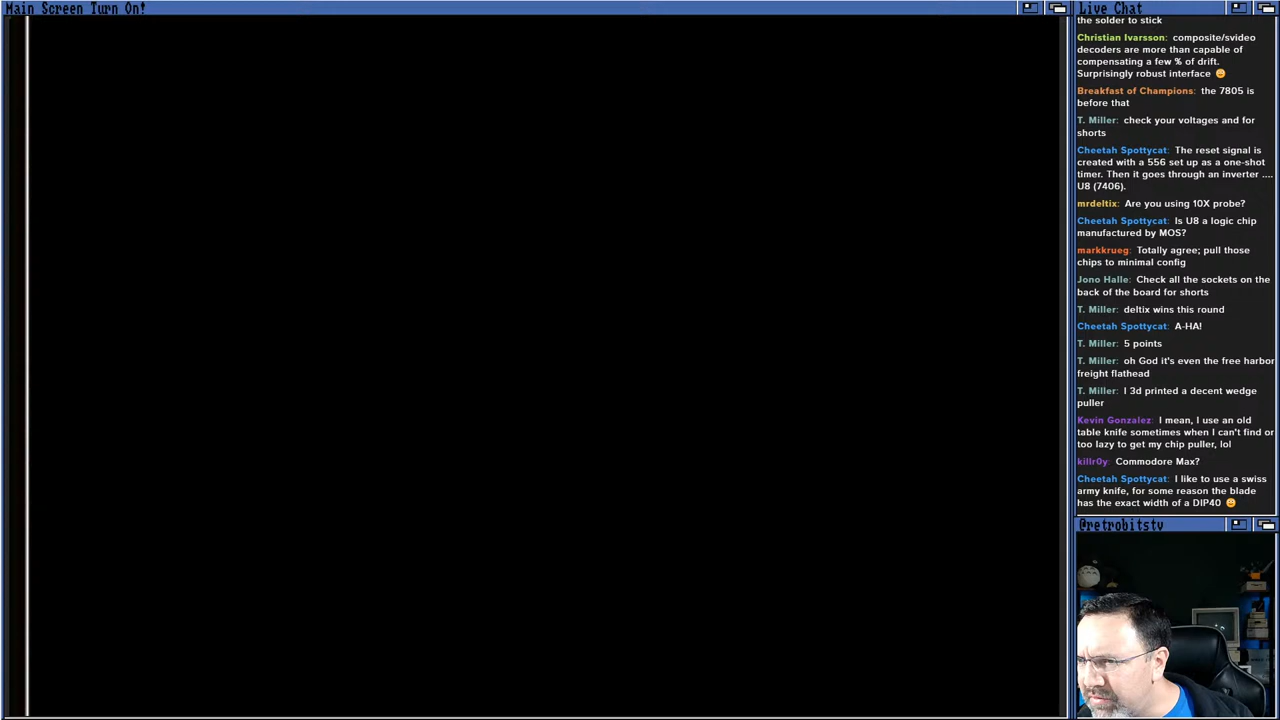 Main Screen Turn On!
Live Chat
the solder to stick
Christian Ivarsson: composite/svideo
decoders are more than capable of
compensating a few % of drift.
Surprisingly robust interface
Breakfast of Champions: the 7805 is
before that
T. Miller: check your voltages and for
shorts
Cheetah Spottycat: The reset signal is
created with a 556 set up as a one-shot
timer. Then it goes through an inverter ....
U8 (7406).
mrdeltix: Are you using 10X probe?
Cheetah Spottycat: Is U8 a logic chip
manufactured by MOS?
markkrueg: Totally agree; pull those
chips to minimal config
Jono Halle: Check all the sockets on the
back of the board for shorts
T. Miller: deltix wins this round
Cheetah Spottycat: A-HA!
T. Miller: 5 points
T. Miller: oh God it's even the free harbor
freight flathead
T. Miller: I 3d printed a decent wedge
puller
Kevin Gonzalez: I mean, I use an old
table knife sometimes when I can't find or
too lazy to get my chip puller, lol
killr0y: Commodore Max?
Cheetah Spottycat: I like to use a swiss
army knife, for some reason the blade
has the exact width of a DIP40
@retrobitstv